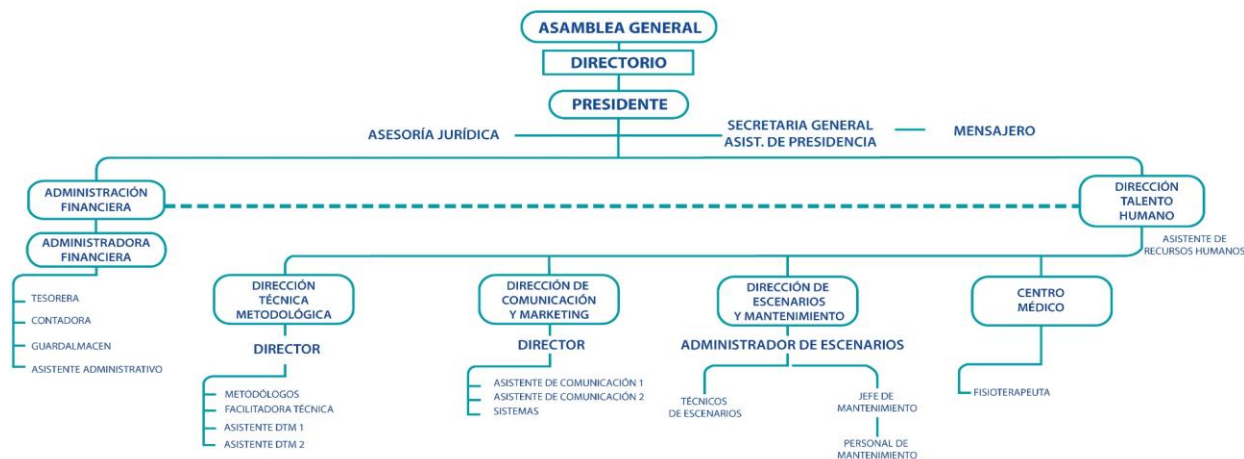 ASAMBLEA GENERAL
DIRECTORIO
PRESIDENTE
ASESORÍA JURÍDICA
SECRETARIA GENERAL
ASIST. DE PRESIDENCIA
MENSAJERO
ADMINISTRACIÓN
FINANCIERA
DIRECCIÓN
TALENTO
HUMANO
ADMINISTRADORA
FINANCIERA
ASISTENTE DE
RECURSOS HUMANOS
TESORERA
CONTADORA
GUARDALMACEN
ASISTENTE ADMINISTRATIVO
DIRECCIÓN
TÉCNICA
METODOLÓGICA
DIRECTOR
METODÓLOGOS
FACILITADORA TÉCNICA
ASISTENTE DTM 1
ASISTENTE DTM 2
DIRECCIÓN DE
COMUNICACIÓN
Y MARKETING
DIRECTOR
ASISTENTE DE COMUNICACIÓN 1
ASISTENTE DE COMUNICACIÓN 2
SISTEMAS
DIRECCIÓN DE
ESCENARIOS
Y MANTENIMIENTO
ADMINISTRADOR DE ESCENARIOS
TÉCNICOS
DE ESCENARIOS
JEFE DE
MANTENIMIENTO
PERSONAL DE
MANTENIMIENTO
CENTRO
MÉDICO
FISIOTERAPEUTA